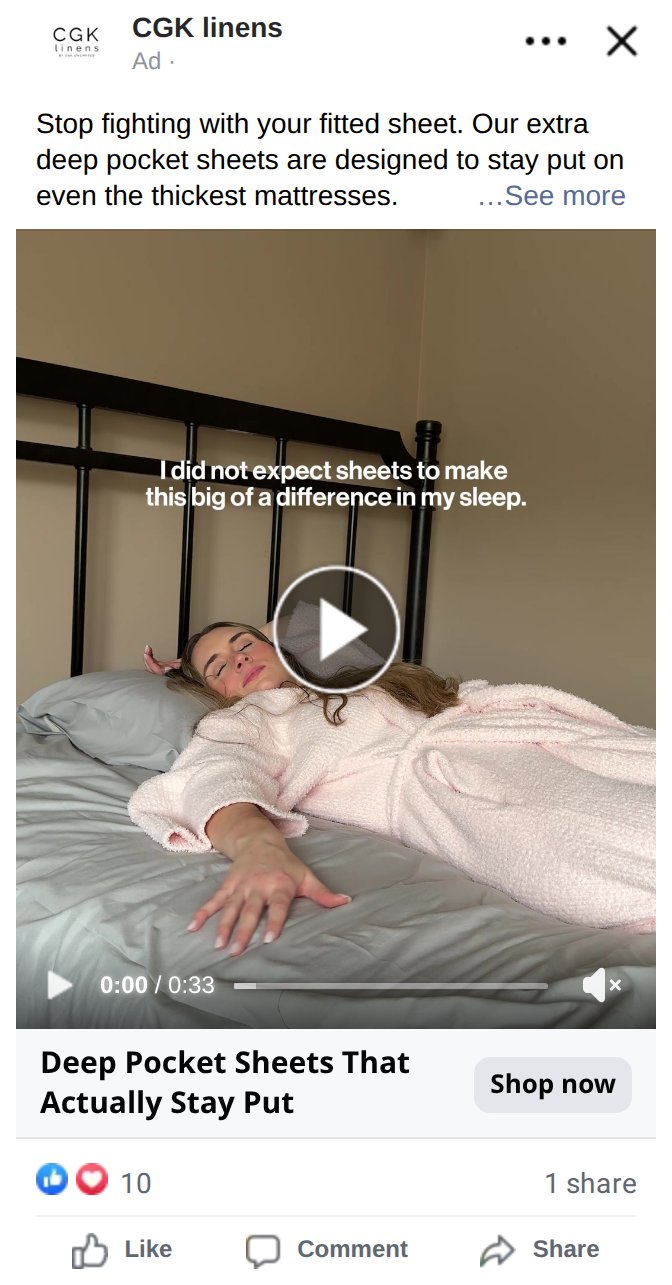 CGK
linens
CGK linens
Ad ·
Stop fighting with your fitted sheet. Our extra
deep pocket sheets are designed to stay put on
even the thickest mattresses. ...See more
I did not expect sheets to make
this big of a difference in my sleep.
0:00 / 0:33
Deep Pocket Sheets That
Actually Stay Put
Shop now
10
1 share
Like
Comment
Share